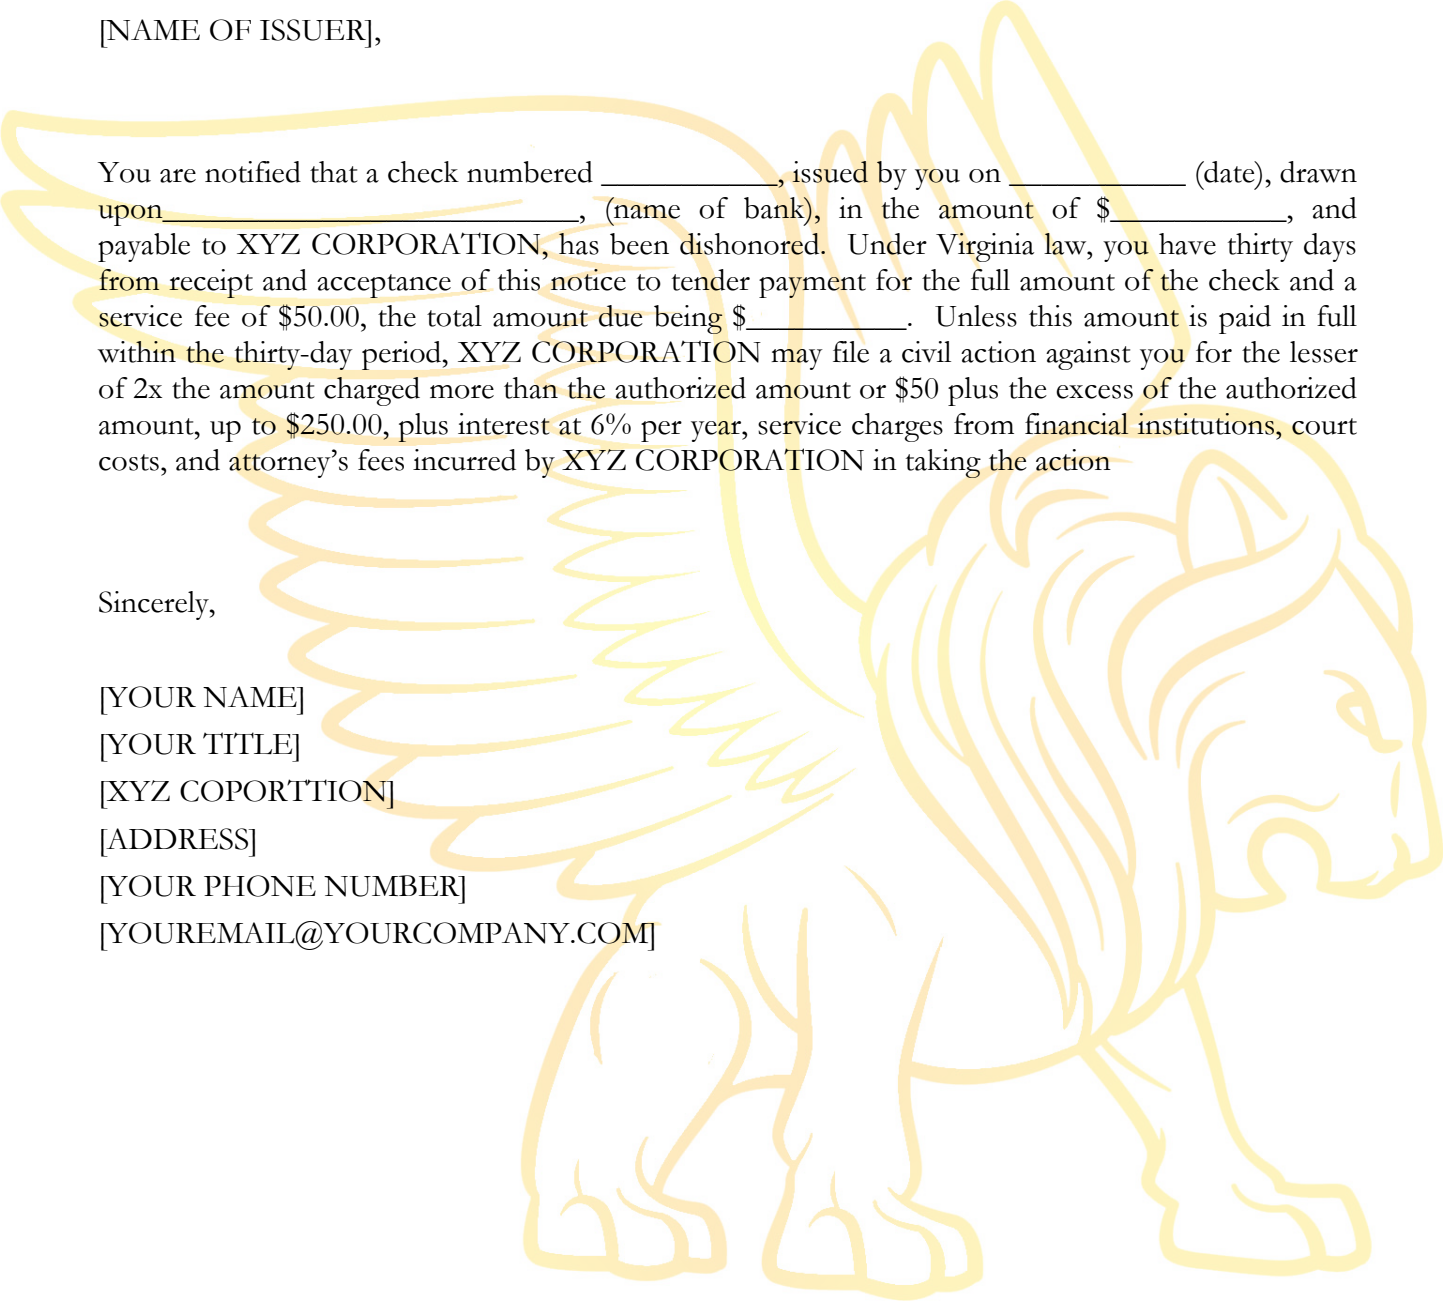 [NAME OF ISSUER],
You are notified that a check numbered ___________, issued by you on ___________ (date), drawn
upon__________________________, (name of bank), in the amount of $___________, and
payable to XYZ CORPORATION, has been dishonored. Under Virginia law, you have thirty days
from receipt and acceptance of this notice to tender payment for the full amount of the check and a
service fee of $50.00, the total amount due being $__________. Unless this amount is paid in full
within the thirty-day period, XYZ CORPORATION may file a civil action against you for the lesser
of 2x the amount charged more than the authorized amount or $50 plus the excess of the authorized
amount, up to $250.00, plus interest at 6% per year, service charges from financial institutions, court
costs, and attorney’s fees incurred by XYZ CORPORATION in taking the action
Sincerely,
[YOUR NAME]
[YOUR TITLE]
[XYZ COPORTTION]
[ADDRESS]
[YOUR PHONE NUMBER]
[YOUREMAIL@YOURCOMPANY.COM]